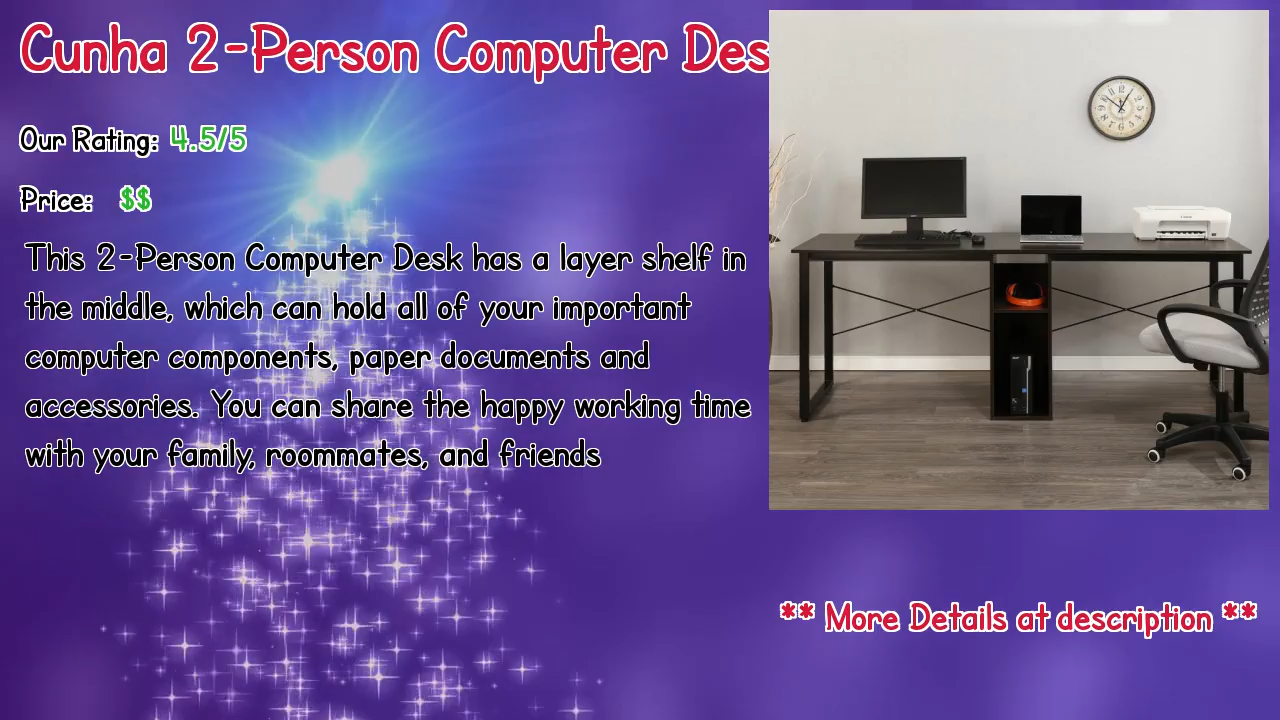 Cunha 2-Person Computer Des
Our Rating: 4.5/5
Price: $$
This 2-Person Computer Desk has a layer shelf in
the middle, which can hold all of your important
computer components, paper documents and
accessories. You can share the happy working time
with your family, roommates, and friends
** More Details at description **